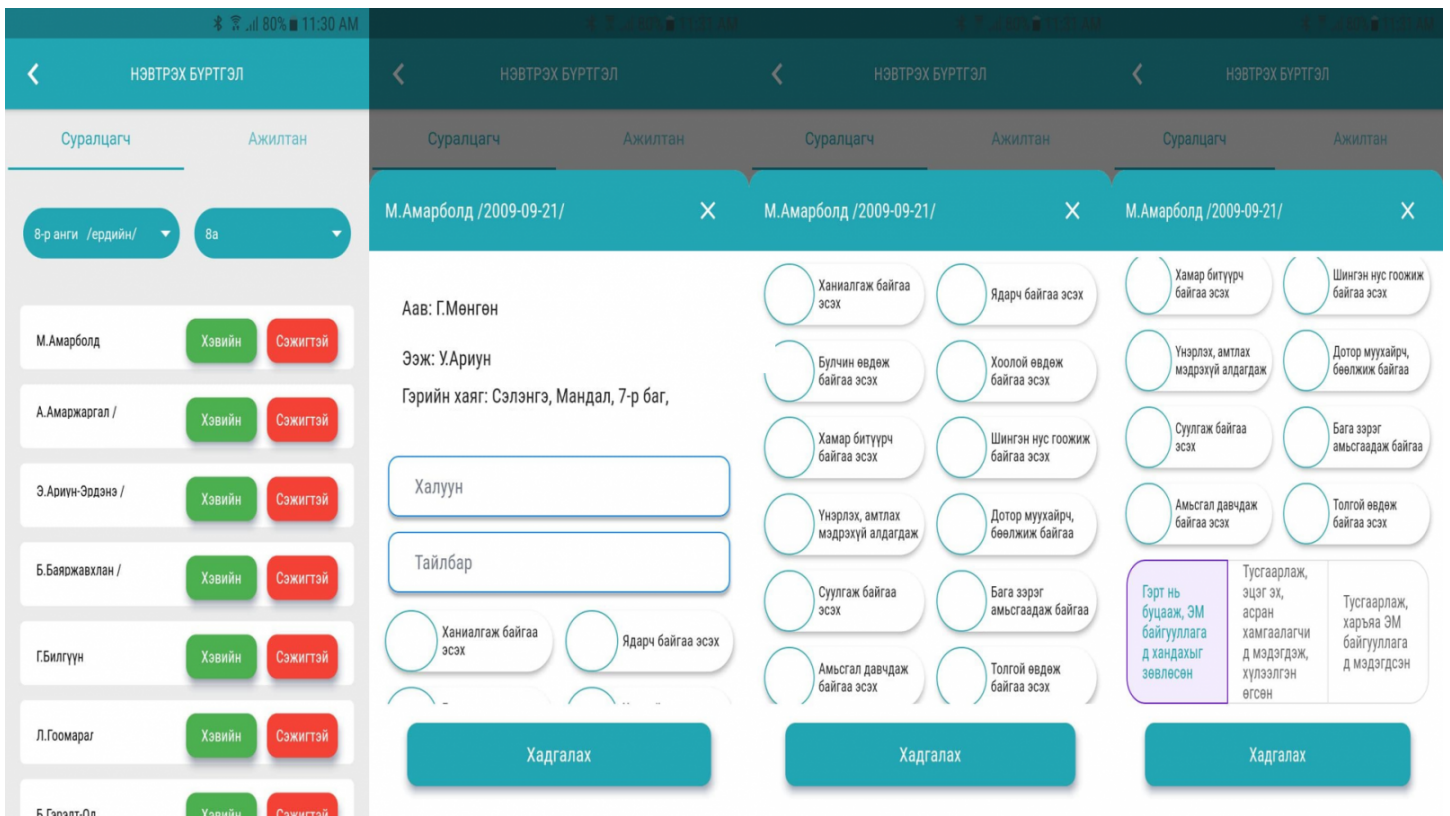 80% 11:30 AM
НЭВТРЭХ БҮРТГЭЛ
Суралцагч
Ажилтан
8-р анги /ердийн/
8а
М.Амарболд
Хэвийн
Сэжигтэй
А.Амаржаргал /
Хэвийн
Сэжигтэй
Э.Ариун-Эрдэнэ /
Хэвийн
Сэжигтэй
Б.Баяржавхлан /
Хэвийн
Сэжигтэй
Г.Билгүүн
Хэвийн
Сэжигтэй
Л.Гоомарал
Хэвийн
Сэжигтэй
Б.Гэрэлт-Од
Хэвийн
Сэжигтэй
НЭВТРЭХ БҮРТГЭЛ
Суралцагч
Ажилтан
М.Амарболд /2009-09-21/
Аав: Г.Мөнгөн
Ээж: У.Ариун
Гэрийн хаяг: Сэлэнгэ, Мандал, 7-р баг,
Халуун
Тайлбар
Ханиалгаж байгаа
эсэх
Ядарч байгаа эсэх
Хадгалах
НЭВТРЭХ БҮРТГЭЛ
Суралцагч
Ажилтан
М.Амарболд /2009-09-21/
Ханиалгаж байгаа
эсэх
Ядарч байгаа эсэх
Булчин өвдөж
байгаа эсэх
Хоолой өвдөж
байгаа эсэх
Хамар битүүрч
байгаа эсэх
Шингэн нус гоожиж
байгаа эсэх
Үнэрлэх, амтлах
мэдрэхүй алдагдаж
Дотор муухайрч,
бөөлжиж байгаа
Суулгаж байгаа
эсэх
Бага зэрэг
амьсгаадаж байгаа
Амьсгал давчдаж
байгаа эсэх
Толгой өвдөж
байгаа эсэх
Хадгалах
НЭВТРЭХ БҮРТГЭЛ
Суралцагч
Ажилтан
М.Амарболд /2009-09-21/
Хамар битүүрч
байгаа эсэх
Шингэн нус гоожиж
байгаа эсэх
Үнэрлэх, амтлах
мэдрэхүй алдагдаж
Дотор муухайрч,
бөөлжиж байгаа
Суулгаж байгаа
эсэх
Бага зэрэг
амьсгаадаж байгаа
Амьсгал давчдаж
байгаа эсэх
Толгой өвдөж
байгаа эсэх
Гэрт нь
буцааж, ЭМ
байгууллага
д хандахыг
зөвлөсөн
Тусгаарлаж,
эцэг эх,
асран
хамгаалагчи
д мэдэгдэж,
хүлээлгэн
өгсөн
Тусгаарлаж,
харъяа ЭМ
байгууллага
д мэдэгдсэн
Хадгалах